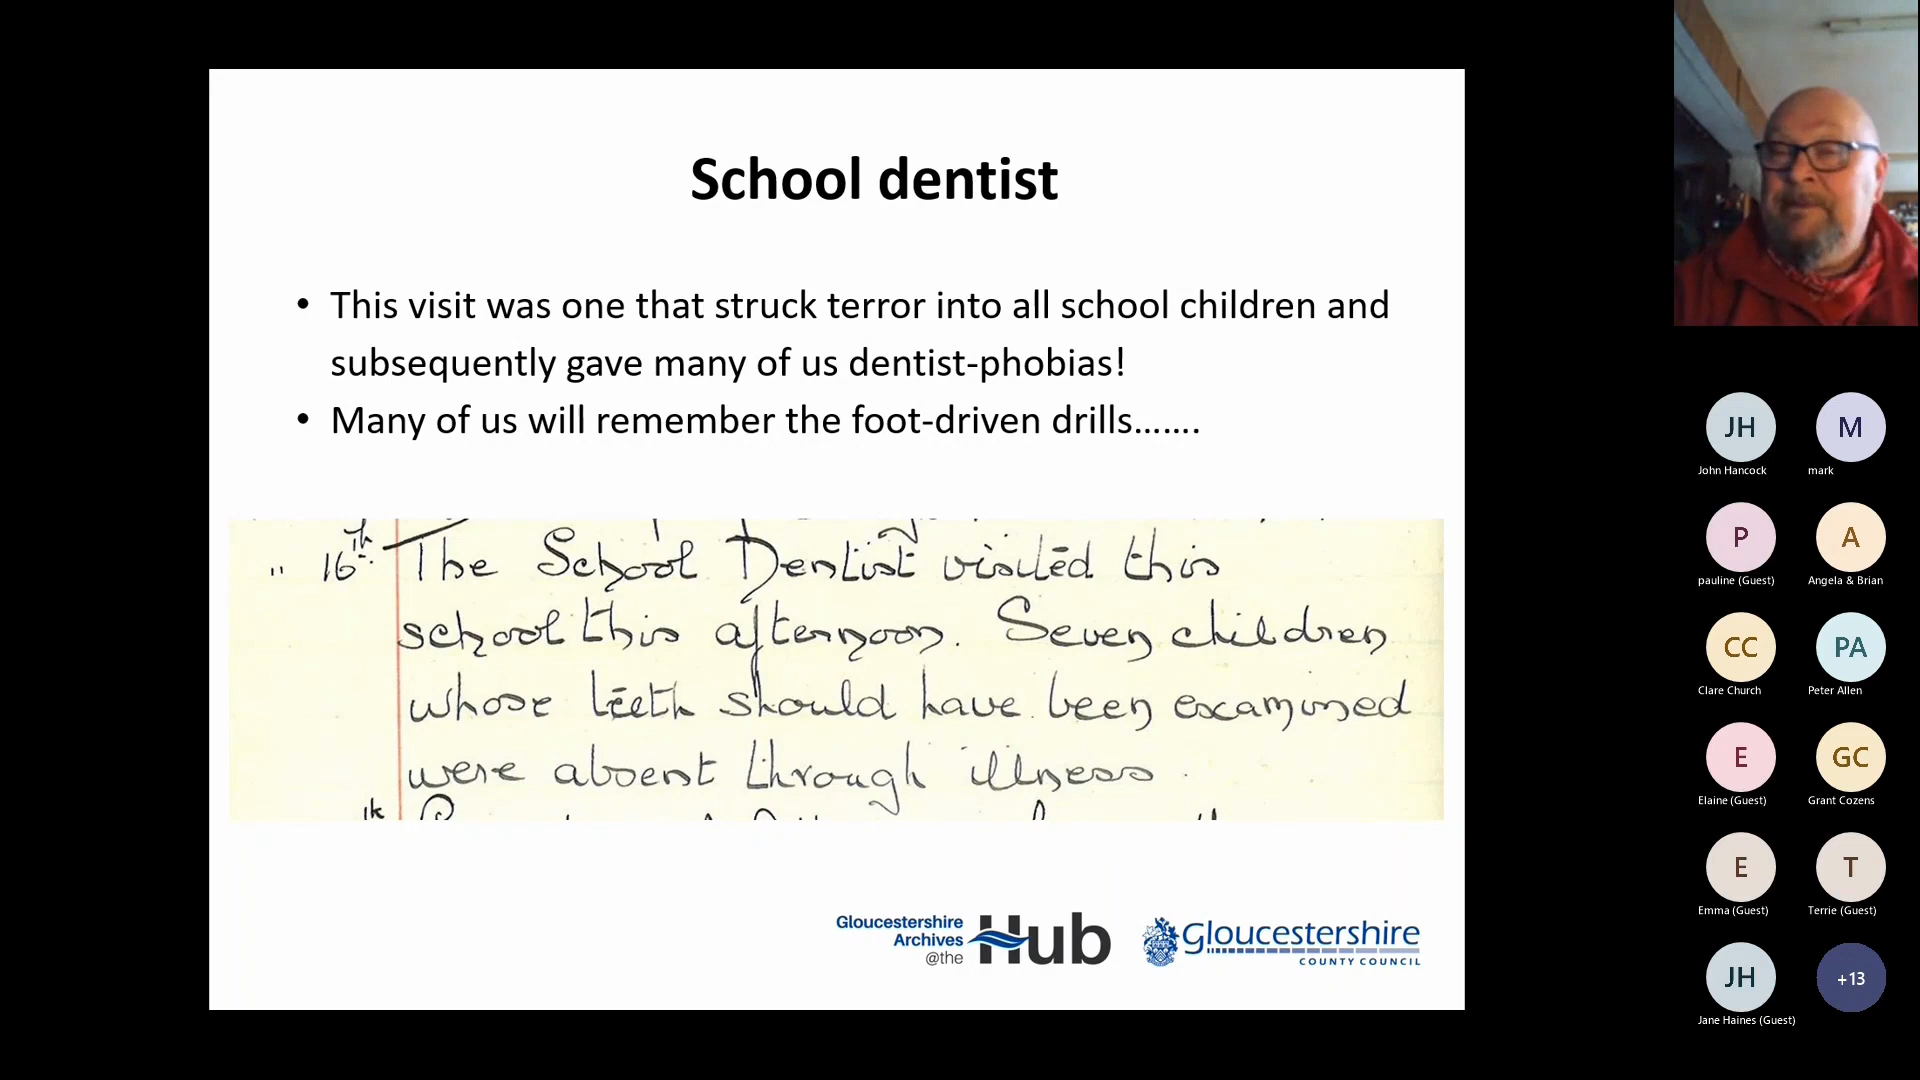 School dentist
• This visit was one that struck terror into all school children and
subsequently gave many of us dentist-phobias!
• Many of us will remember the foot-driven drills.......
" 16th. The School Dentist visited this
school this afternoon. Seven children
whose teeth should have been examined
were absent through illness.
Gloucestershire
Archives
@the
Hub
Gloucestershire
COUNTY COUNCIL
JH
John Hancock
M
mark
P
pauline (Guest)
A
Angela & Brian
CC
Clare Church
PA
Peter Allen
E
Elaine (Guest)
GC
Grant Cozens
E
Emma (Guest)
T
Terrie (Guest)
JH
Jane Haines (Guest)
+13